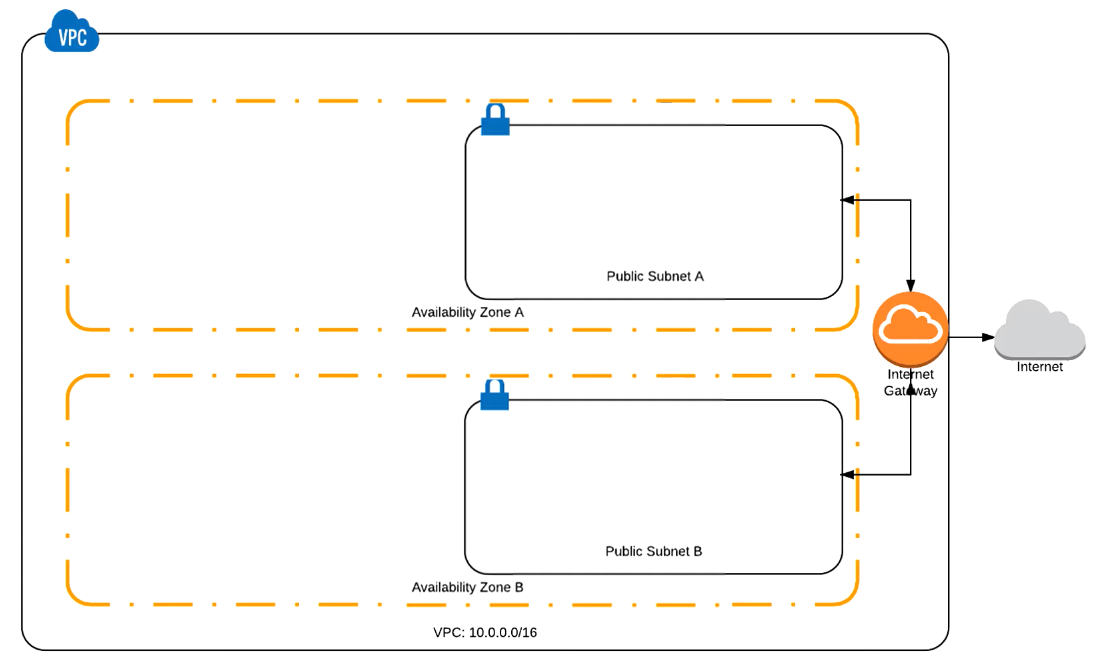 VPC
Public Subnet A
Availability Zone A
Internet
Gateway
Internet
Public Subnet B
Availability Zone B
VPC: 10.0.0.0/16